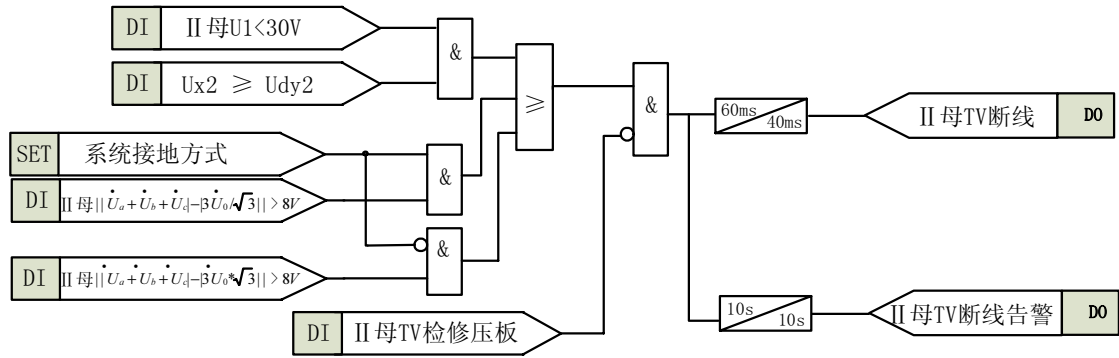 DI II母U1<30V
DI Ux2 ≥ Udy2
&
≥
&
60ms 40ms
II母TV断线 DO
SET 系统接地方式
DI II母||U̇a+U̇b+U̇c|-|3U̇0/√3||>8V
&
DI II母||U̇a+U̇b+U̇c|-|3U̇0*√3||>8V
&
DI II母TV检修压板
10s 10s
II母TV断线告警 DO